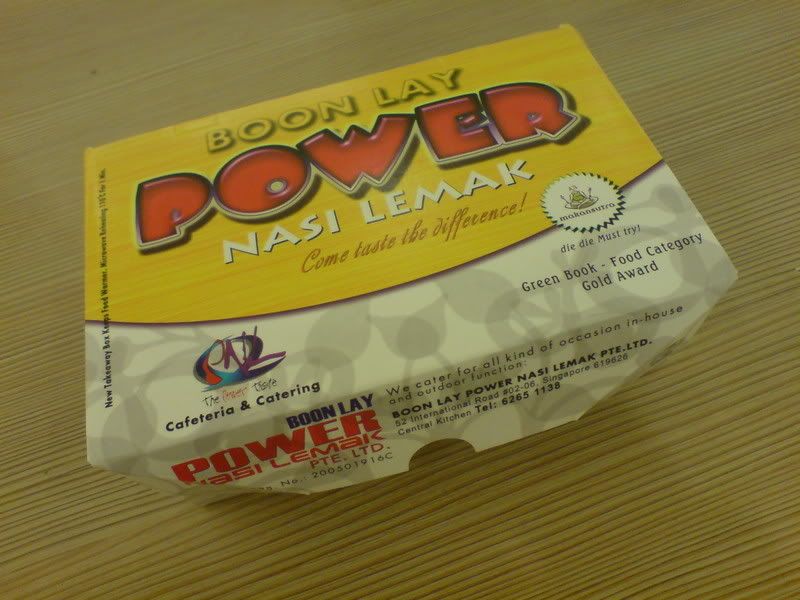 BOON LAY
POWER
NASI LEMAK
Come taste the difference!
makansutra
die die Must try!
Green Book - Food Category
Gold Award
New Takeaway Box Keeps Food Warmer. Microwave Reheating 110°C For 1 Min.
PNL
The Power Taste
Cafeteria & Catering
BOON LAY
POWER
Nasi Lemak
PTE. LTD.
No.: 200501916C
We cater for all kind of occasion in-house
and outdoor function:
BOON LAY POWER NASI LEMAK PTE.LTD.
52 International Road #02-06, Singapore 619626
Central Kitchen Tel: 6265 1138